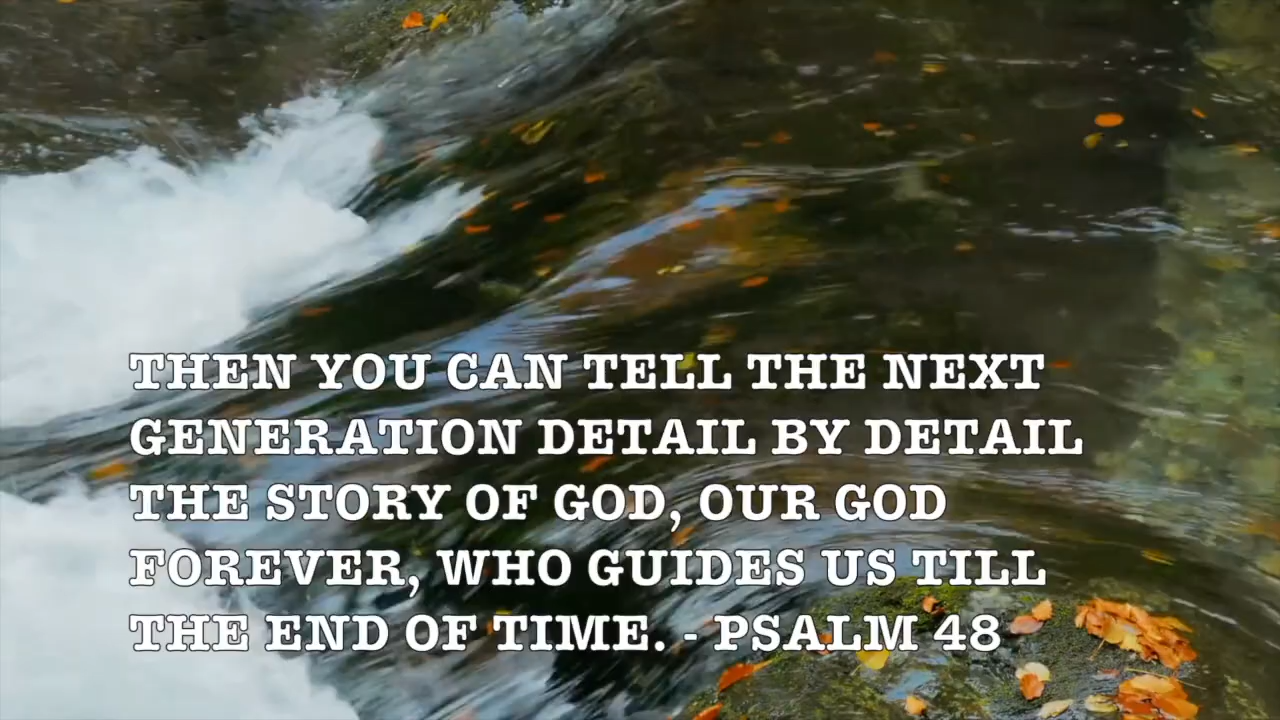 THEN YOU CAN TELL THE NEXT
GENERATION DETAIL BY DETAIL
THE STORY OF GOD, OUR GOD
FOREVER, WHO GUIDES US TILL
THE END OF TIME. - PSALM 48